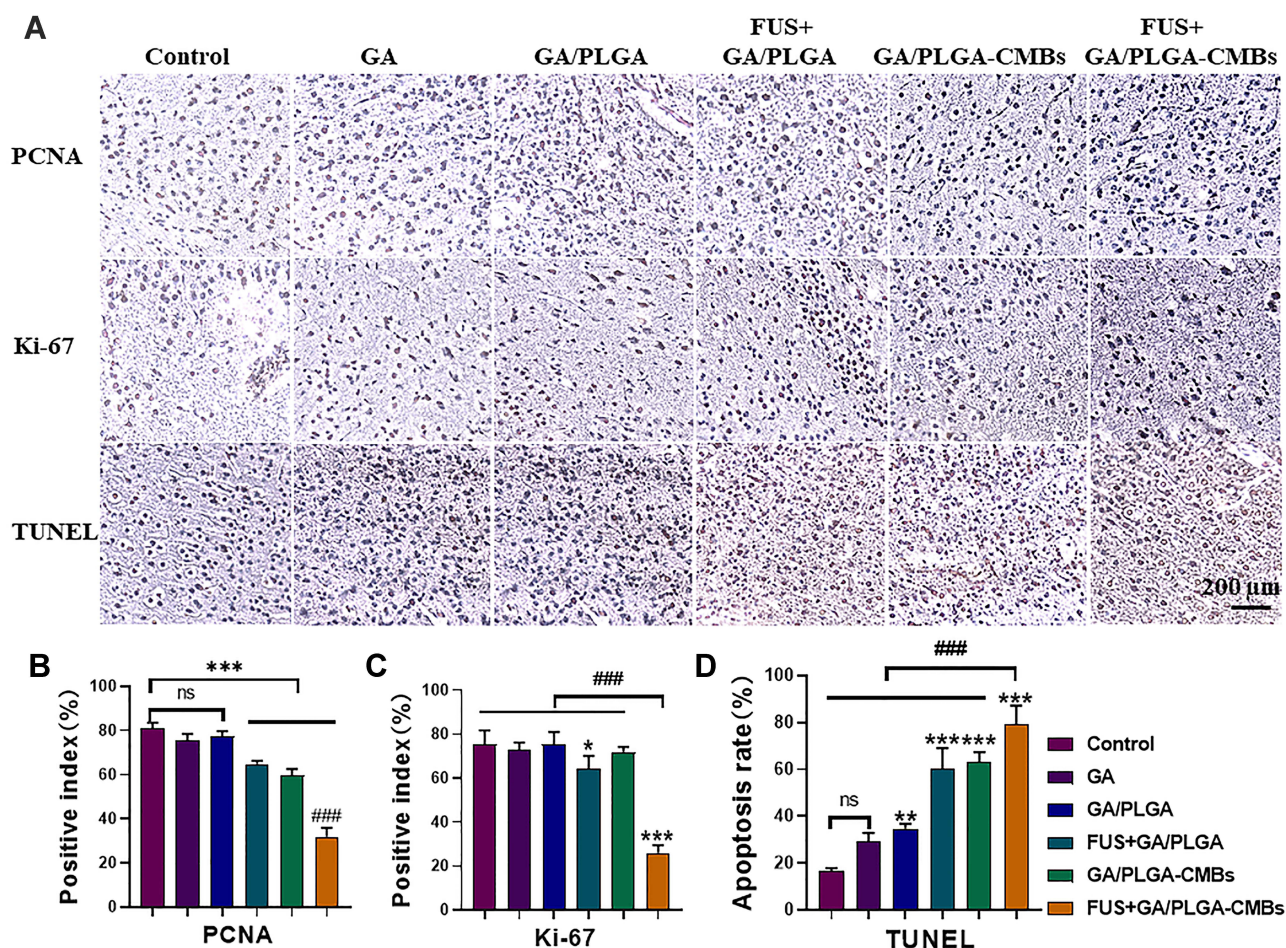 A
Control
GA
GA/PLGA
FUS+
GA/PLGA
GA/PLGA-CMBs
FUS+
GA/PLGA-CMBs
PCNA
Ki-67
TUNEL
200 μm
B
Positive index(%)
100
80
60
40
20
0
***
ns
###
PCNA
C
Positive index(%)
100
80
60
40
20
0
###
*
***
Ki-67
D
Apoptosis rate(%)
100
80
60
40
20
0
###
ns
**
***
***
***
TUNEL
Control
GA
GA/PLGA
FUS+GA/PLGA
GA/PLGA-CMBs
FUS+GA/PLGA-CMBs